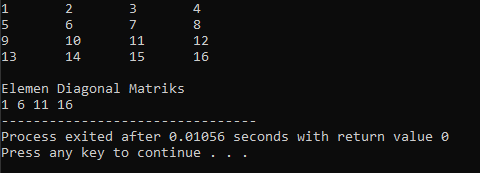 1 2 3 4
5 6 7 8
9 10 11 12
13 14 15 16
Elemen Diagonal Matriks
1 6 11 16
--------------------------------
Process exited after 0.01056 seconds with return value 0
Press any key to continue . . .